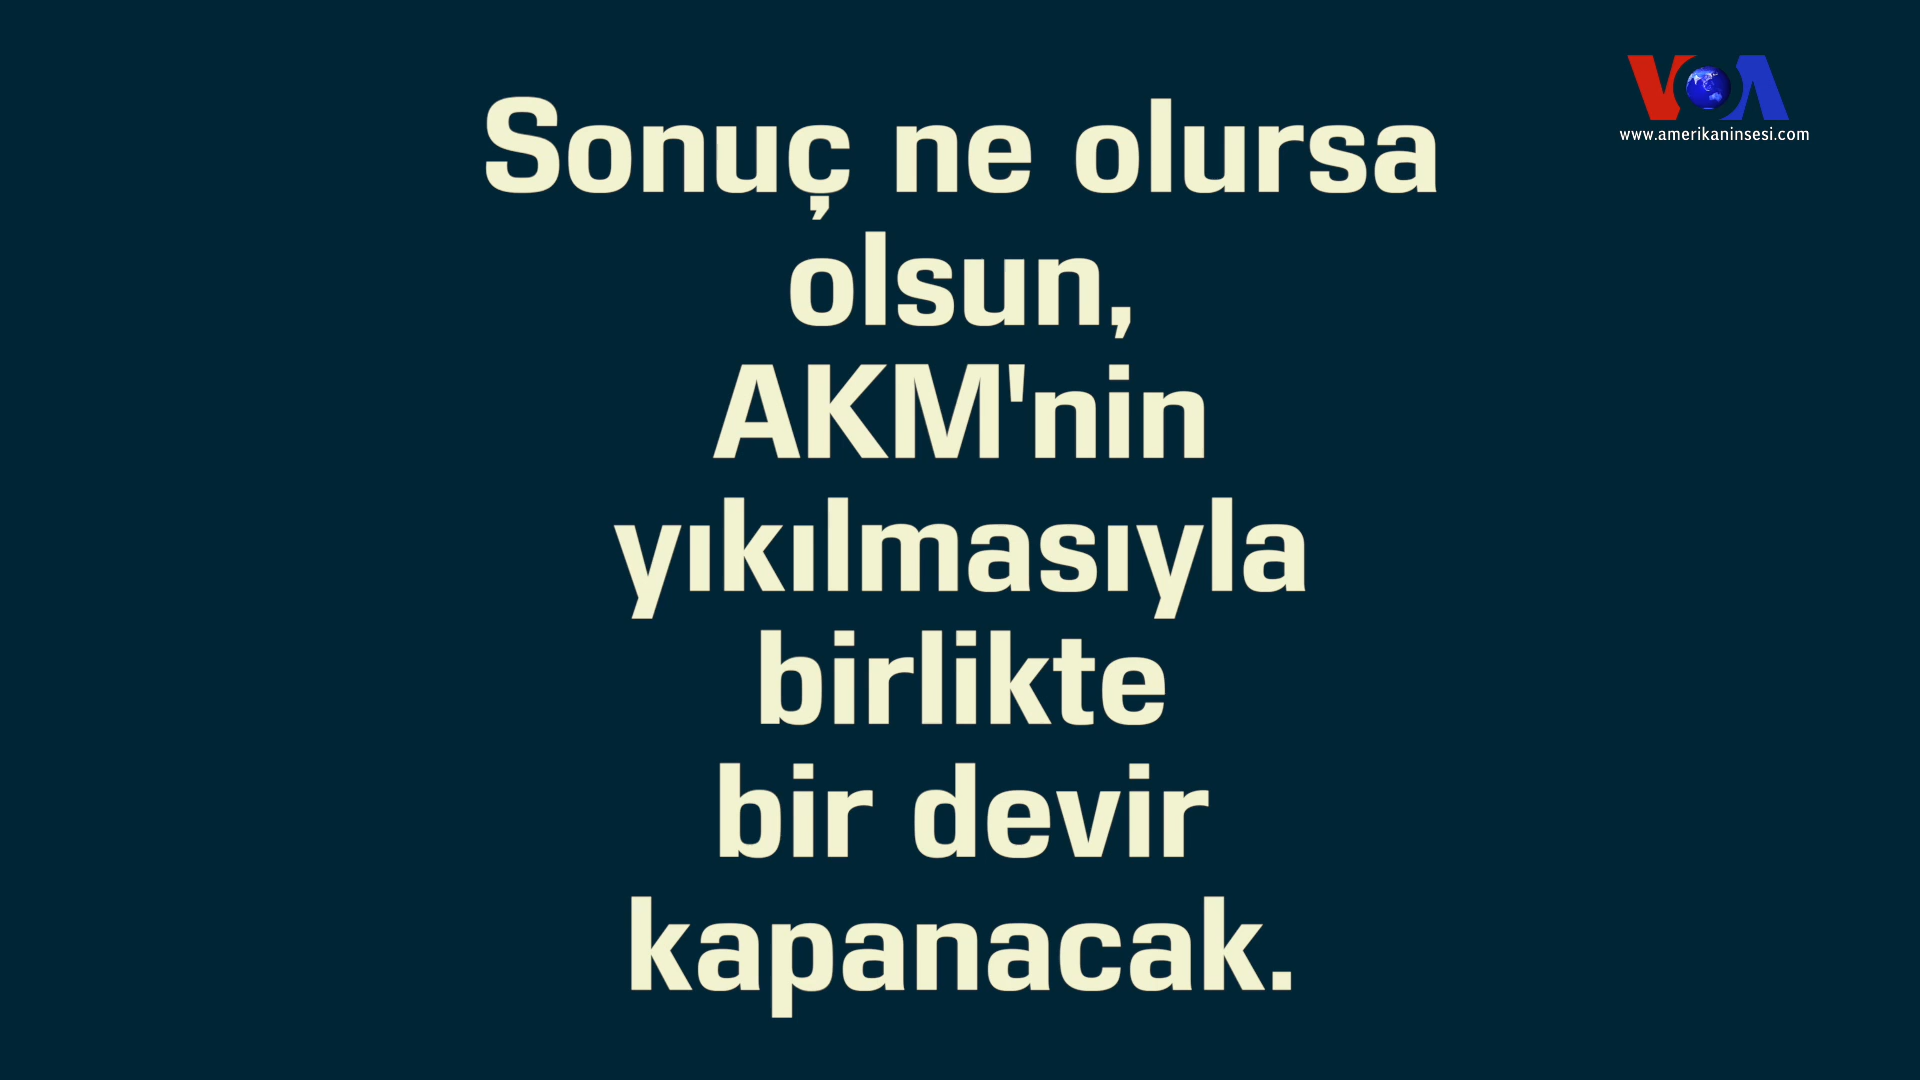 VOA
www.amerikaninsesi.com
Sonuç ne olursa
olsun,
AKM'nin
yıkılmasıyla
birlikte
bir devir
kapanacak.